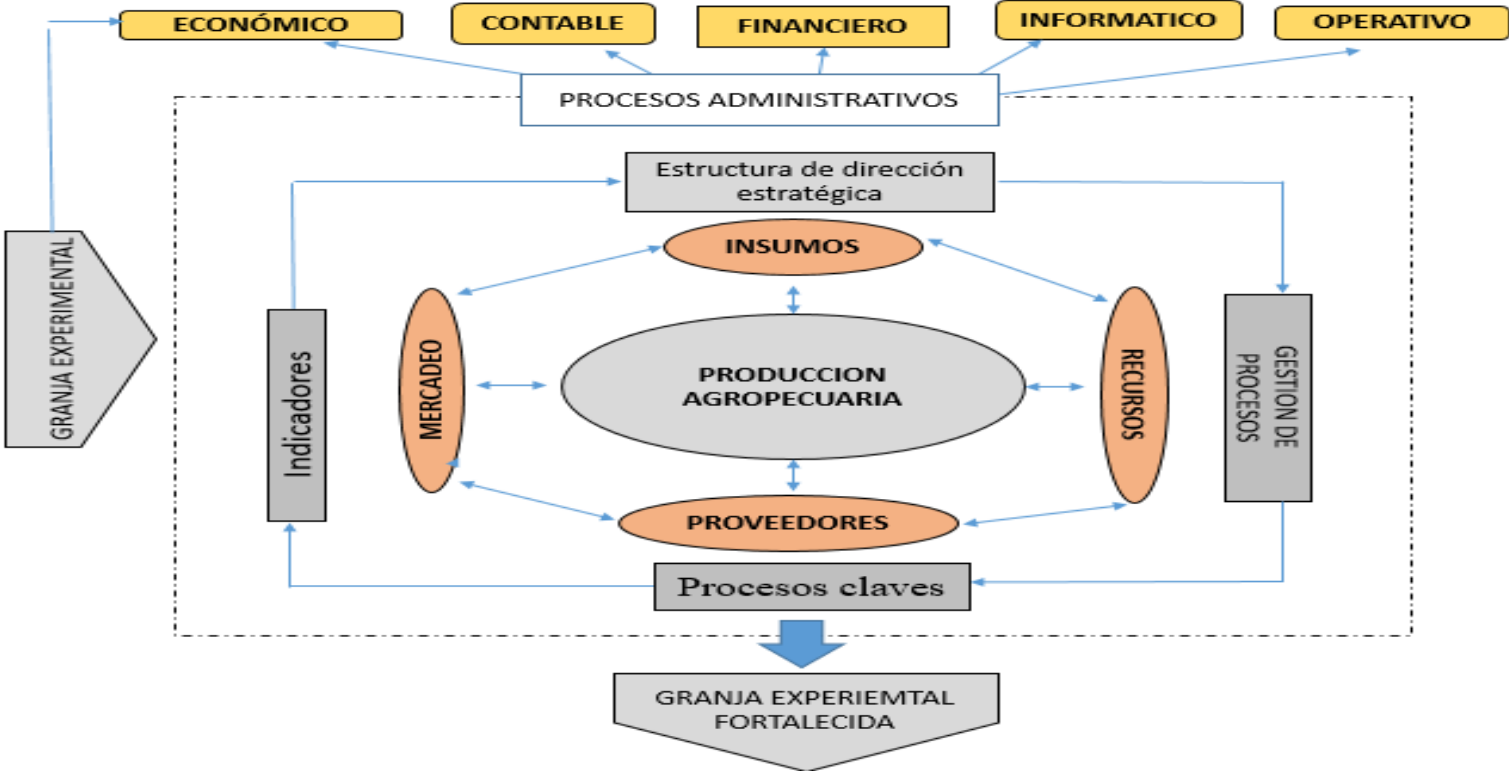 ECONÓMICO
CONTABLE
FINANCIERO
INFORMATICO
OPERATIVO
PROCESOS ADMINISTRATIVOS
Estructura de dirección
estratégica
GRANJA EXPERIMENTAL
INSUMOS
Indicadores
MERCADEO
PRODUCCION
AGROPECUARIA
RECURSOS
GESTION DE
PROCESOS
PROVEEDORES
Procesos claves
GRANJA EXPERIEMTAL
FORTALECIDA